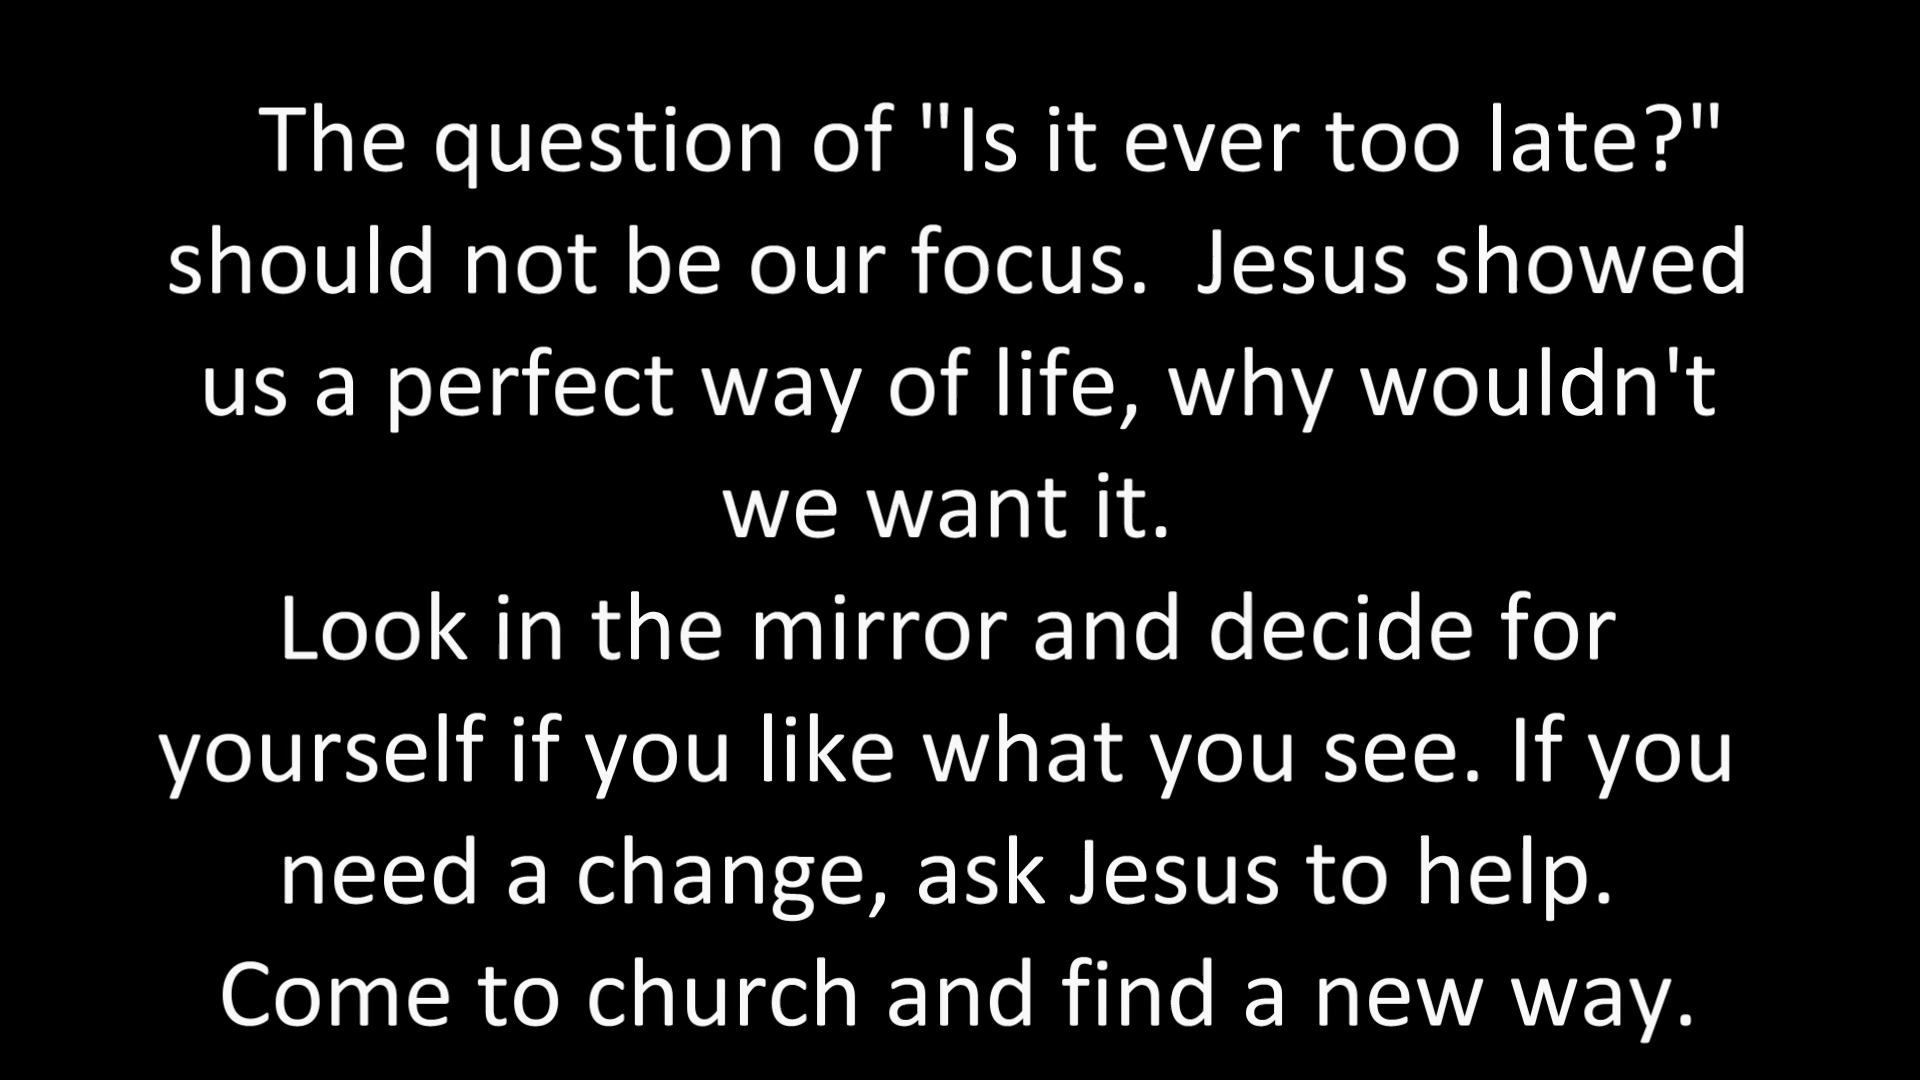 The question of "Is it ever too late?"
should not be our focus.  Jesus showed
us a perfect way of life, why wouldn't
we want it.
Look in the mirror and decide for
yourself if you like what you see. If you
need a change, ask Jesus to help.
Come to church and find a new way.